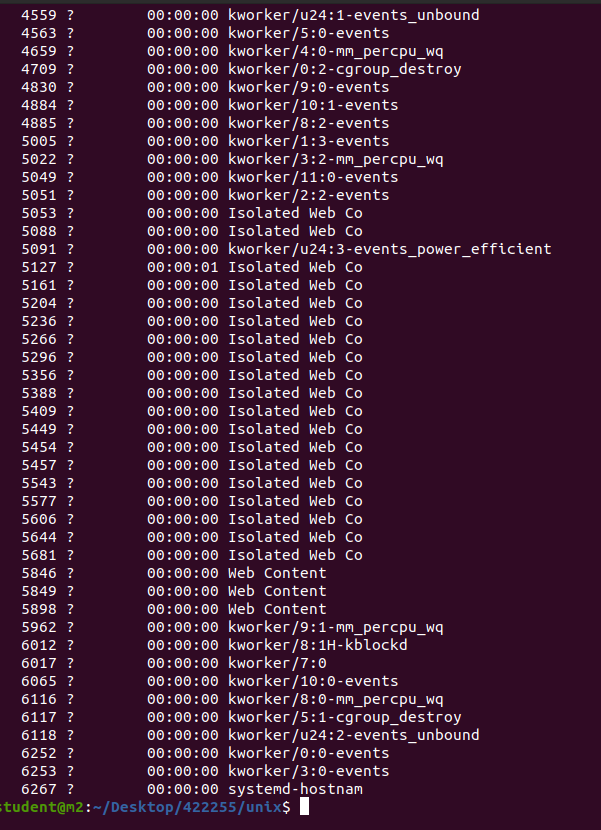 4559 ? 00:00:00 kworker/u24:1-events_unbound
4563 ? 00:00:00 kworker/5:0-events
4659 ? 00:00:00 kworker/4:0-mm_percpu_wq
4709 ? 00:00:00 kworker/0:2-cgroup_destroy
4830 ? 00:00:00 kworker/9:0-events
4884 ? 00:00:00 kworker/10:1-events
4885 ? 00:00:00 kworker/8:2-events
5005 ? 00:00:00 kworker/1:3-events
5022 ? 00:00:00 kworker/3:2-mm_percpu_wq
5049 ? 00:00:00 kworker/11:0-events
5051 ? 00:00:00 kworker/2:2-events
5053 ? 00:00:00 Isolated Web Co
5088 ? 00:00:00 Isolated Web Co
5091 ? 00:00:00 kworker/u24:3-events_power_efficient
5127 ? 00:00:01 Isolated Web Co
5161 ? 00:00:00 Isolated Web Co
5204 ? 00:00:00 Isolated Web Co
5236 ? 00:00:00 Isolated Web Co
5266 ? 00:00:00 Isolated Web Co
5296 ? 00:00:00 Isolated Web Co
5356 ? 00:00:00 Isolated Web Co
5388 ? 00:00:00 Isolated Web Co
5409 ? 00:00:00 Isolated Web Co
5449 ? 00:00:00 Isolated Web Co
5454 ? 00:00:00 Isolated Web Co
5457 ? 00:00:00 Isolated Web Co
5543 ? 00:00:00 Isolated Web Co
5577 ? 00:00:00 Isolated Web Co
5606 ? 00:00:00 Isolated Web Co
5644 ? 00:00:00 Isolated Web Co
5681 ? 00:00:00 Isolated Web Co
5846 ? 00:00:00 Web Content
5849 ? 00:00:00 Web Content
5898 ? 00:00:00 Web Content
5962 ? 00:00:00 kworker/9:1-mm_percpu_wq
6012 ? 00:00:00 kworker/8:1H-kblockd
6017 ? 00:00:00 kworker/7:0
6065 ? 00:00:00 kworker/10:0-events
6116 ? 00:00:00 kworker/8:0-mm_percpu_wq
6117 ? 00:00:00 kworker/5:1-cgroup_destroy
6118 ? 00:00:00 kworker/u24:2-events_unbound
6252 ? 00:00:00 kworker/0:0-events
6253 ? 00:00:00 kworker/3:0-events
6267 ? 00:00:00 systemd-hostnam
student@m2:~/Desktop/422255/unix$